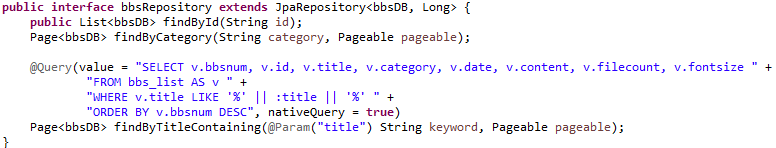 public interface bbsRepository extends JpaRepository<bbsDB, Long> {
    public List<bbsDB> findById(String id);
    Page<bbsDB> findByCategory(String category, Pageable pageable);

    @Query(value = "SELECT v.bbsnum, v.id, v.title, v.category, v.date, v.content, v.filecount, v.fontsize " +
            "FROM bbs_list AS v " +
            "WHERE v.title LIKE '%' || :title || '%' " +
            "ORDER BY v.bbsnum DESC", nativeQuery = true)
    Page<bbsDB> findByTitleContaining(@Param("title") String keyword, Pageable pageable);
}